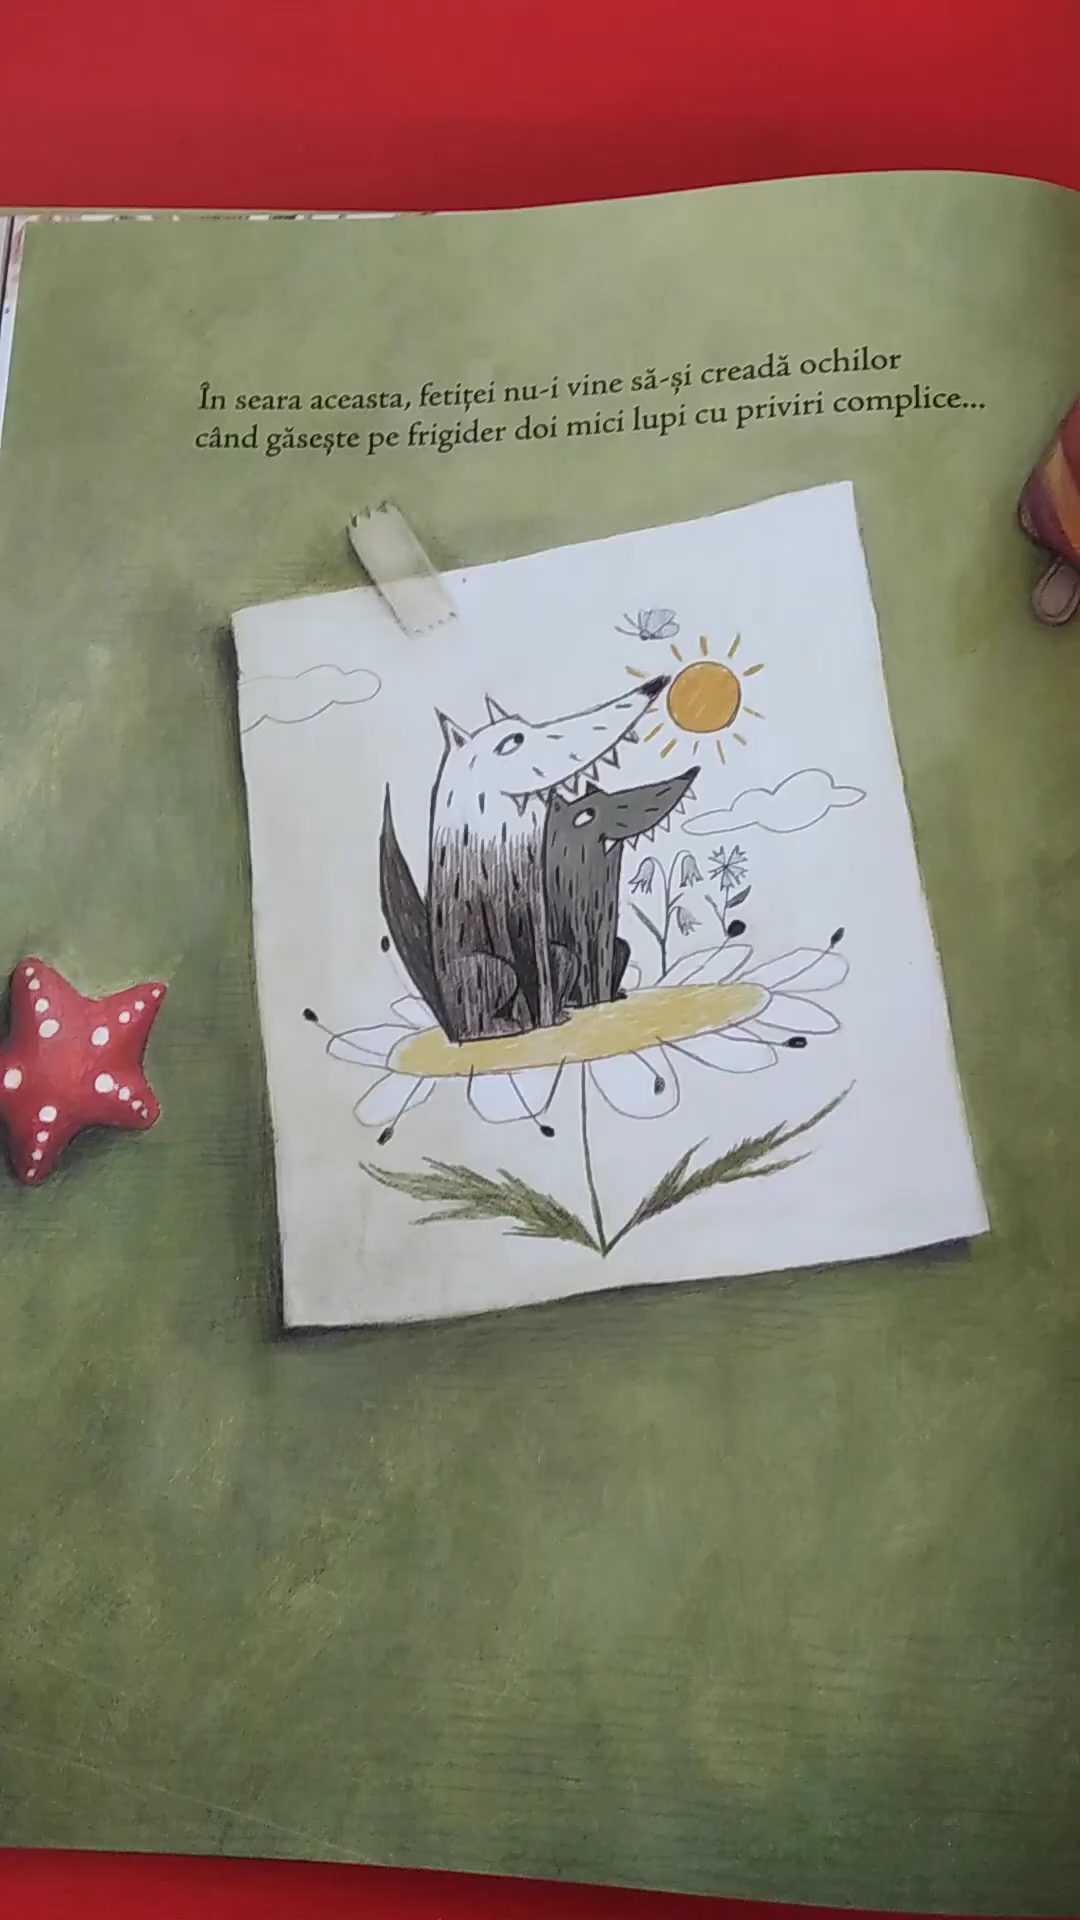 În seara aceasta, fetiței nu-i vine să-și creadă ochilor
când găsește pe frigider doi mici lupi cu priviri complice...